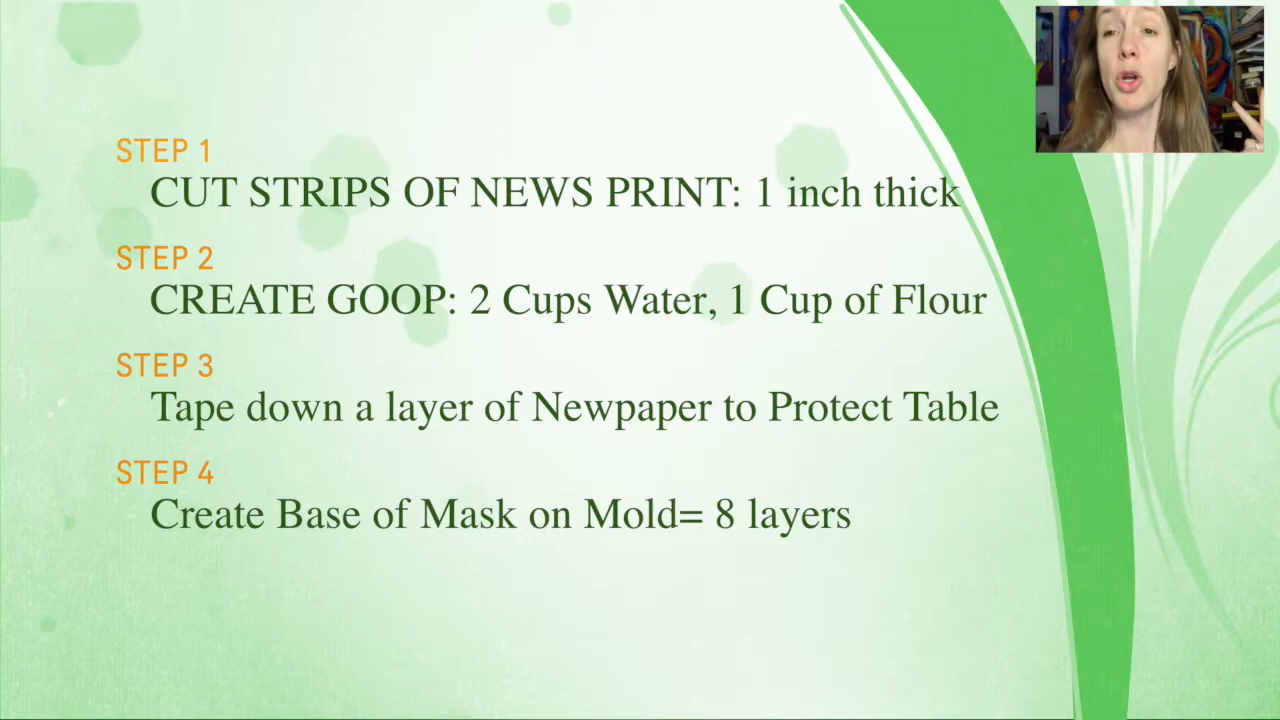 STEP 1
CUT STRIPS OF NEWS PRINT: 1 inch thick
STEP 2
CREATE GOOP: 2 Cups Water, 1 Cup of Flour
STEP 3
Tape down a layer of Newpaper to Protect Table
STEP 4
Create Base of Mask on Mold= 8 layers